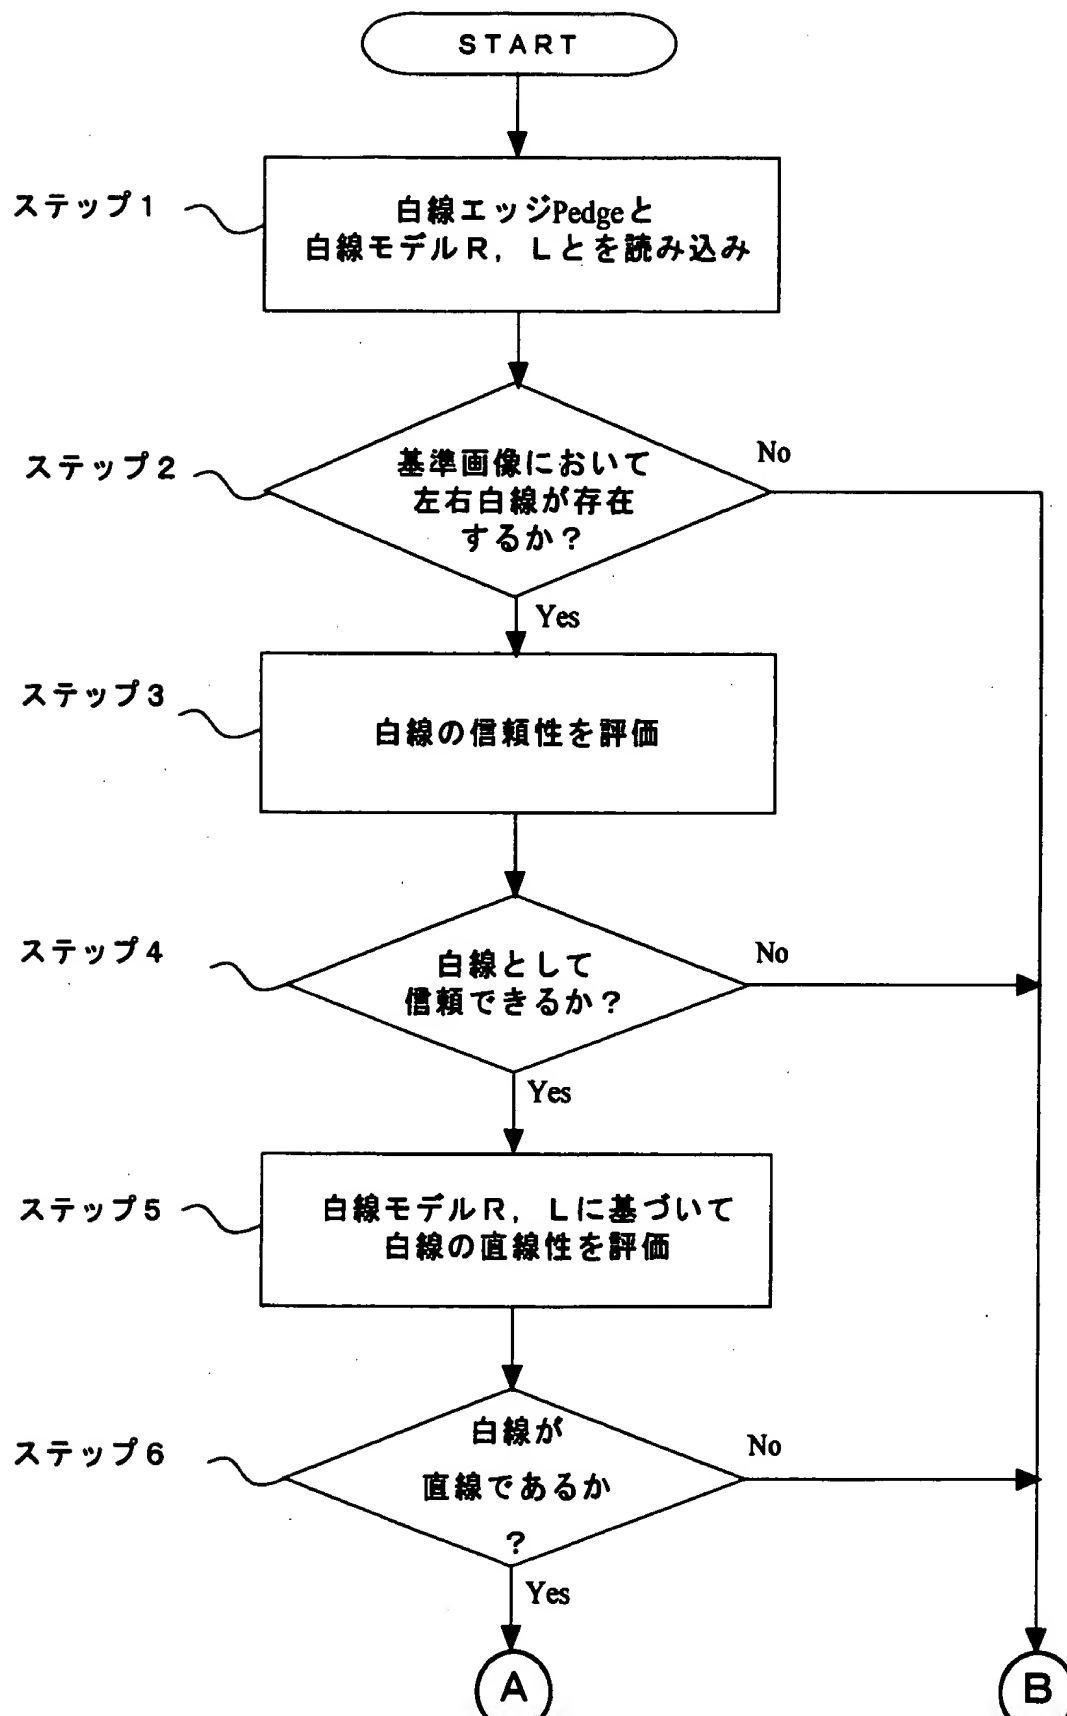 START
ステップ1
白線エッジPedgeと
白線モデルR，Lとを読み込み
ステップ2
基準画像において
左右白線が存在
するか？
No
Yes
ステップ3
白線の信頼性を評価
ステップ4
白線として
信頼できるか？
No
Yes
ステップ5
白線モデルR，Lに基づいて
白線の直線性を評価
ステップ6
白線が
直線であるか
？
No
Yes
A
B